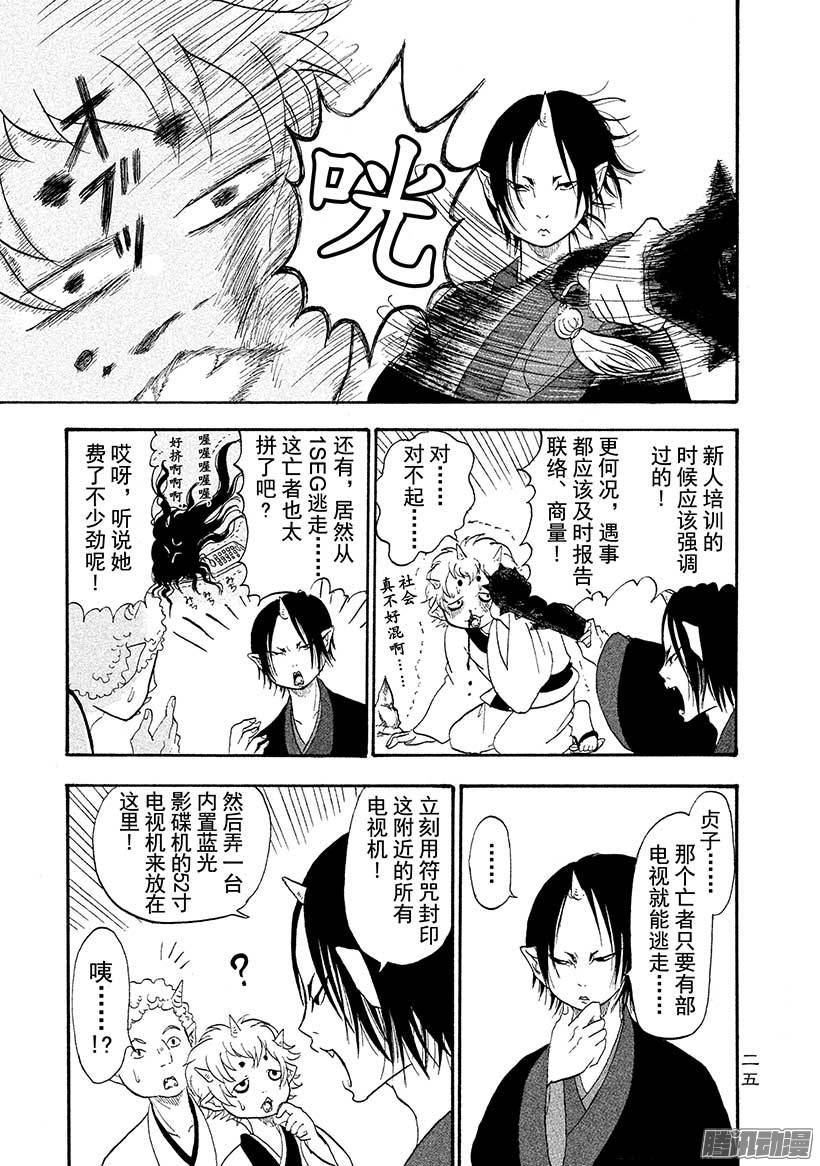 咣
新人培训的
时候应该强调
过的！
更何况，遇事
都应该及时报告、
联络、商量！
对……
对不起……
社会
真不好混啊……
还有，居然从
1SEG逃走……
这亡者也太
拼了吧？
喔喔喔喔喔
好挤啊啊啊
哎呀，听说她
费了不少劲呢！
贞子……
那个亡者只要有部
电视就能逃走……
……
立刻用符咒封印
这附近的所有
电视机！
然后弄一台
内置蓝光
影碟机的52寸
电视机来放在
这里！
？
咦……
……!?
二五
腾讯动漫